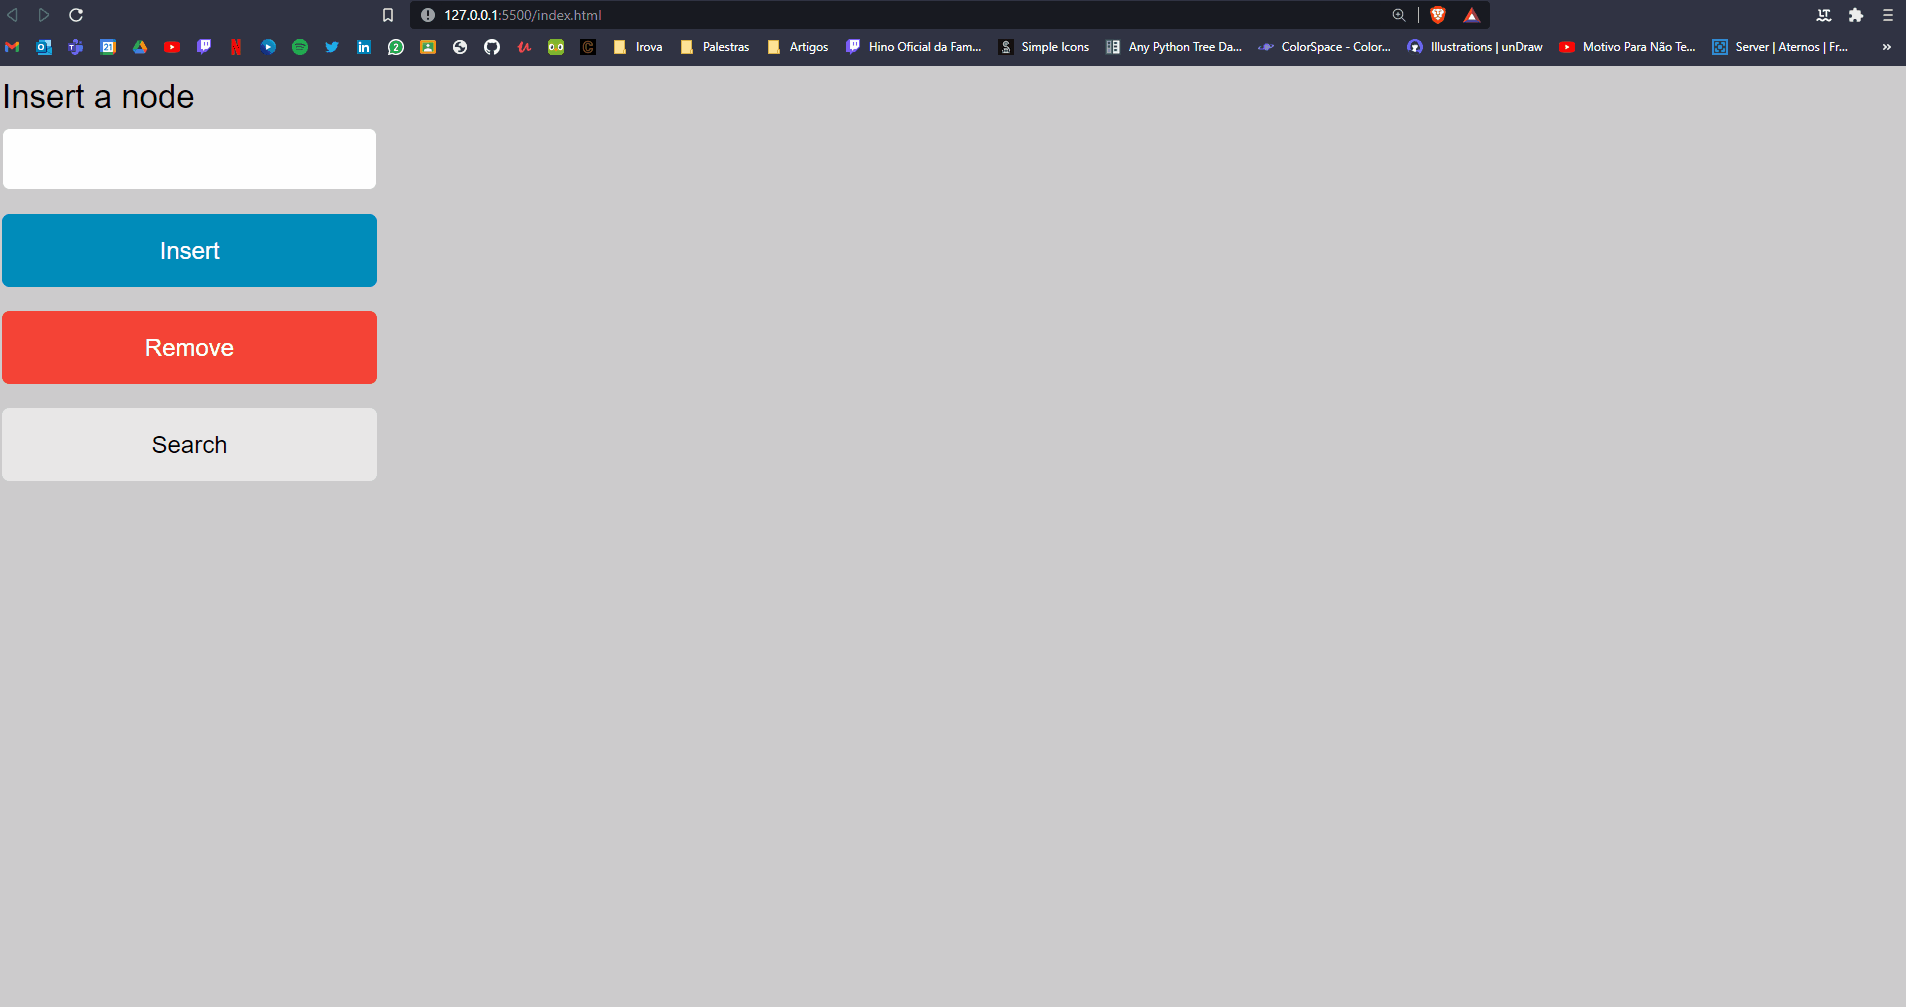 127.0.0.1:5500/index.html
Irova Palestras Artigos Hino Oficial da Fam... Simple Icons Any Python Tree Da... ColorSpace - Color... Illustrations | unDraw Motivo Para Não Te... Server | Aternos | Fr... »
Insert a node
Insert
Remove
Search